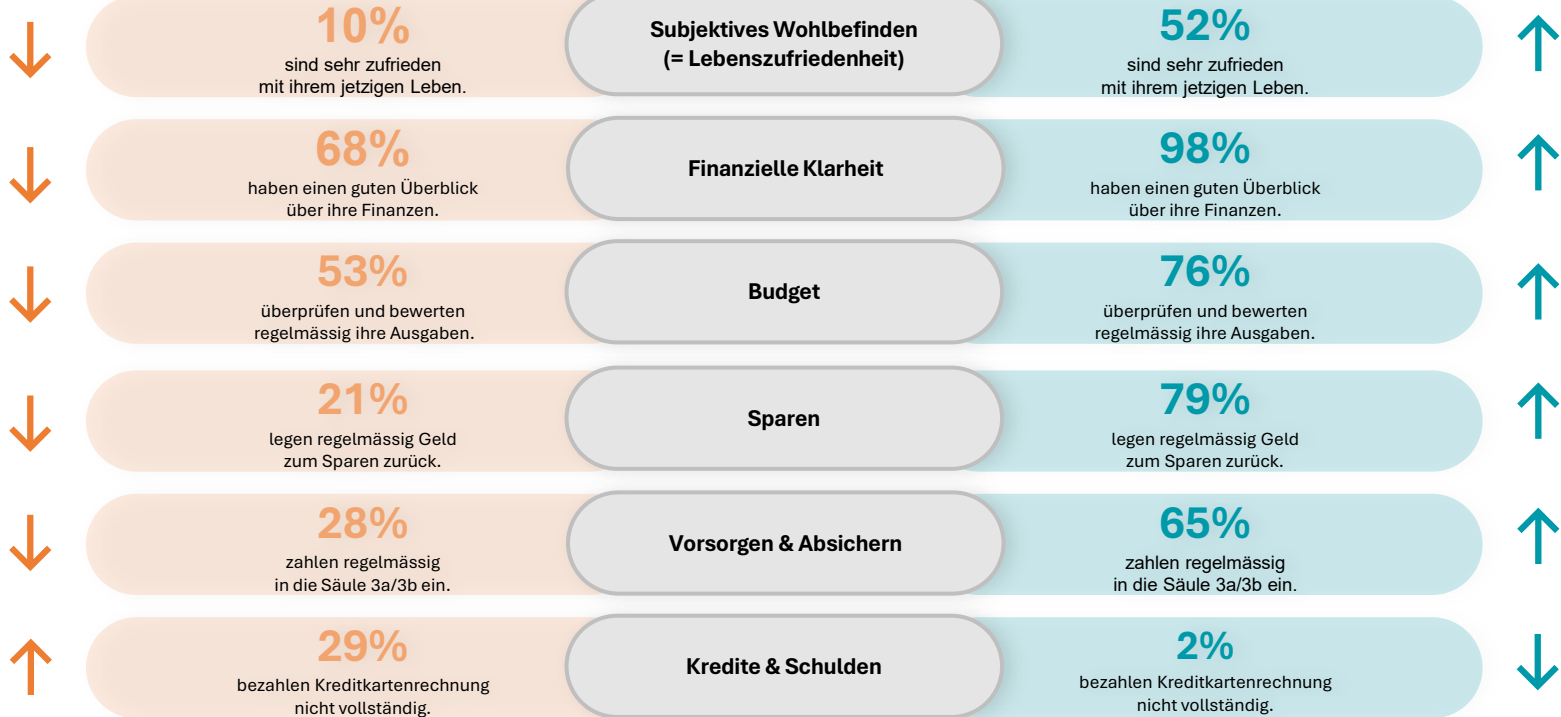 10%
sind sehr zufrieden
mit ihrem jetzigen Leben.
Subjektives Wohlbefinden
(= Lebenszufriedenheit)
52%
sind sehr zufrieden
mit ihrem jetzigen Leben.
68%
haben einen guten Überblick
über ihre Finanzen.
Finanzielle Klarheit
98%
haben einen guten Überblick
über ihre Finanzen.
53%
überprüfen und bewerten
regelmässig ihre Ausgaben.
Budget
76%
überprüfen und bewerten
regelmässig ihre Ausgaben.
21%
legen regelmässig Geld
zum Sparen zurück.
Sparen
79%
legen regelmässig Geld
zum Sparen zurück.
28%
zahlen regelmässig
in die Säule 3a/3b ein.
Vorsorgen & Absichern
65%
zahlen regelmässig
in die Säule 3a/3b ein.
29%
bezahlen Kreditkartenrechnung
nicht vollständig.
Kredite & Schulden
2%
bezahlen Kreditkartenrechnung
nicht vollständig.